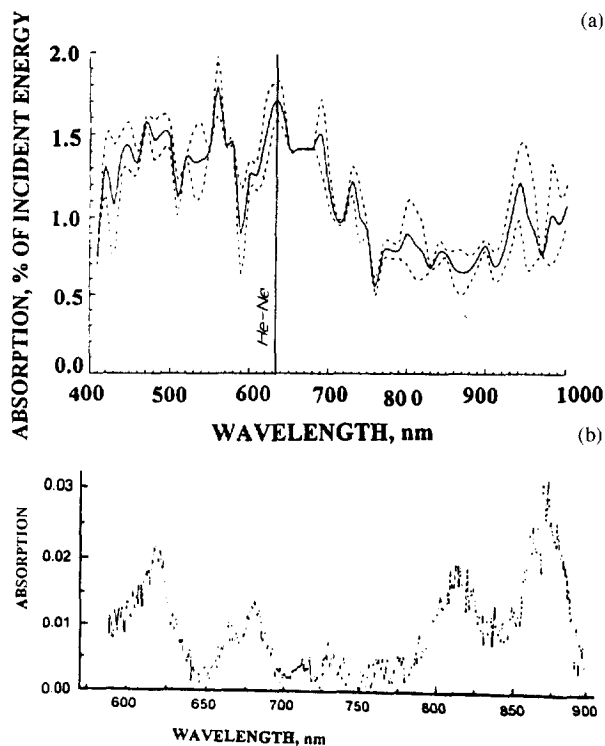 (a)
ABSORPTION, % OF INCIDENT ENERGY
2.0
1.5
1.0
0.5
0.0
He-Ne
400 500 600 700 800 900 1000
WAVELENGTH, nm
(b)
ABSORPTION
0.03
0.02
0.01
0.00
600 650 700 750 800 850 900
WAVELENGTH, nm